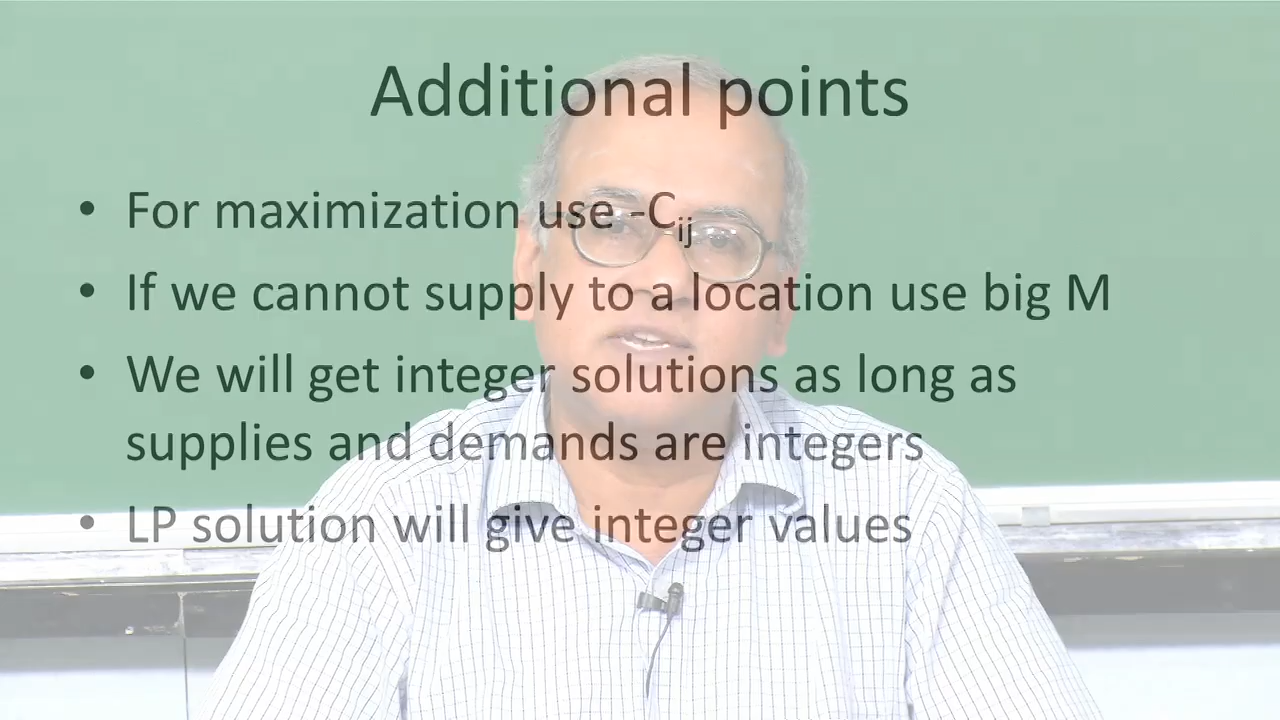 Additional points
• For maximization use -Cij
• If we cannot supply to a location use big M
• We will get integer solutions as long as
supplies and demands are integers
• LP solution will give integer values